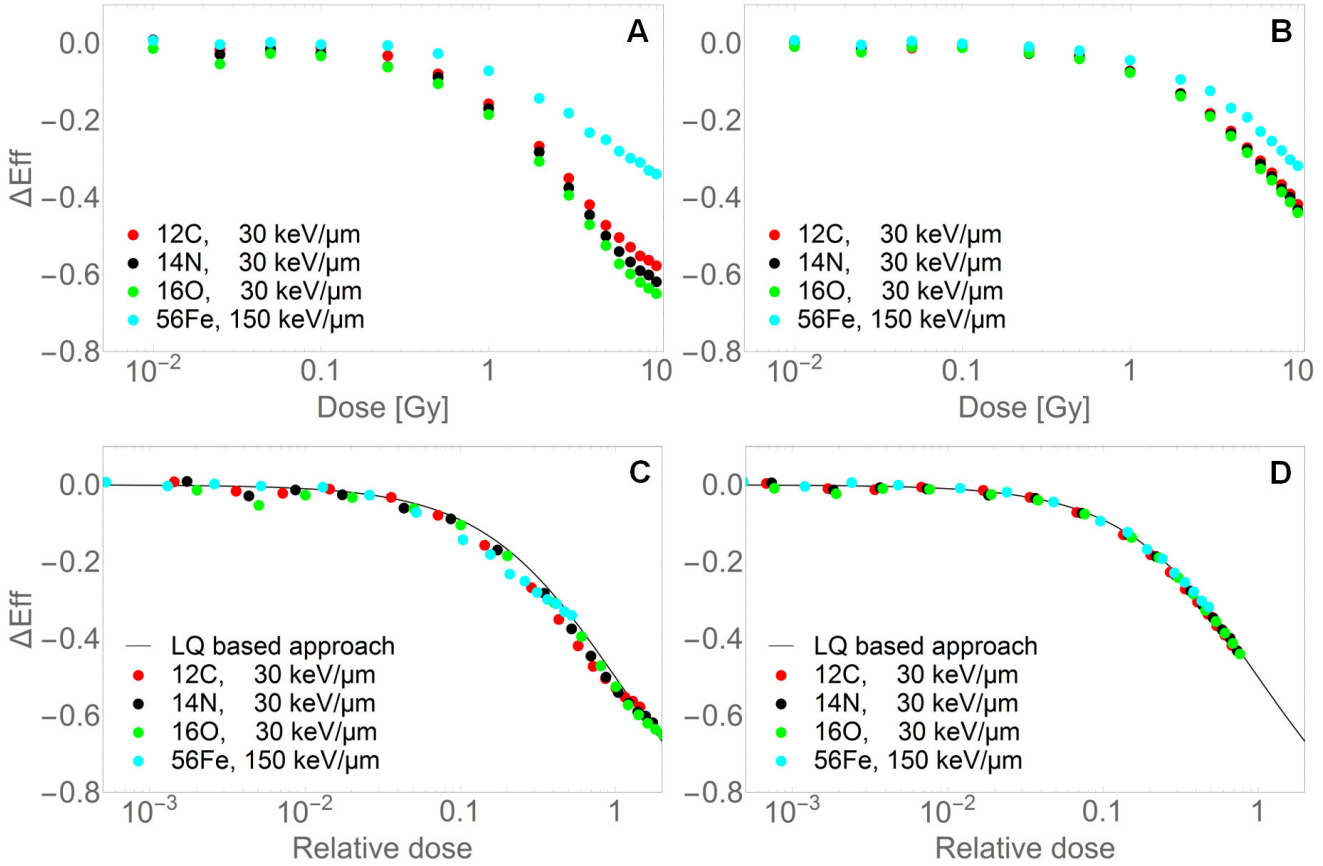 A
0.0
−0.2
−0.4
−0.6
−0.8
ΔEff
12C, 30 keV/µm
14N, 30 keV/µm
16O, 30 keV/µm
56Fe, 150 keV/µm
10⁻² 0.1 1 10
Dose [Gy]
B
0.0
−0.2
−0.4
−0.6
−0.8
12C, 30 keV/µm
14N, 30 keV/µm
16O, 30 keV/µm
56Fe, 150 keV/µm
10⁻² 0.1 1 10
Dose [Gy]
C
0.0
−0.2
−0.4
−0.6
−0.8
ΔEff
LQ based approach
12C, 30 keV/µm
14N, 30 keV/µm
16O, 30 keV/µm
56Fe, 150 keV/µm
10⁻³ 10⁻² 0.1 1
Relative dose
D
0.0
−0.2
−0.4
−0.6
−0.8
LQ based approach
12C, 30 keV/µm
14N, 30 keV/µm
16O, 30 keV/µm
56Fe, 150 keV/µm
10⁻³ 10⁻² 0.1 1
Relative dose